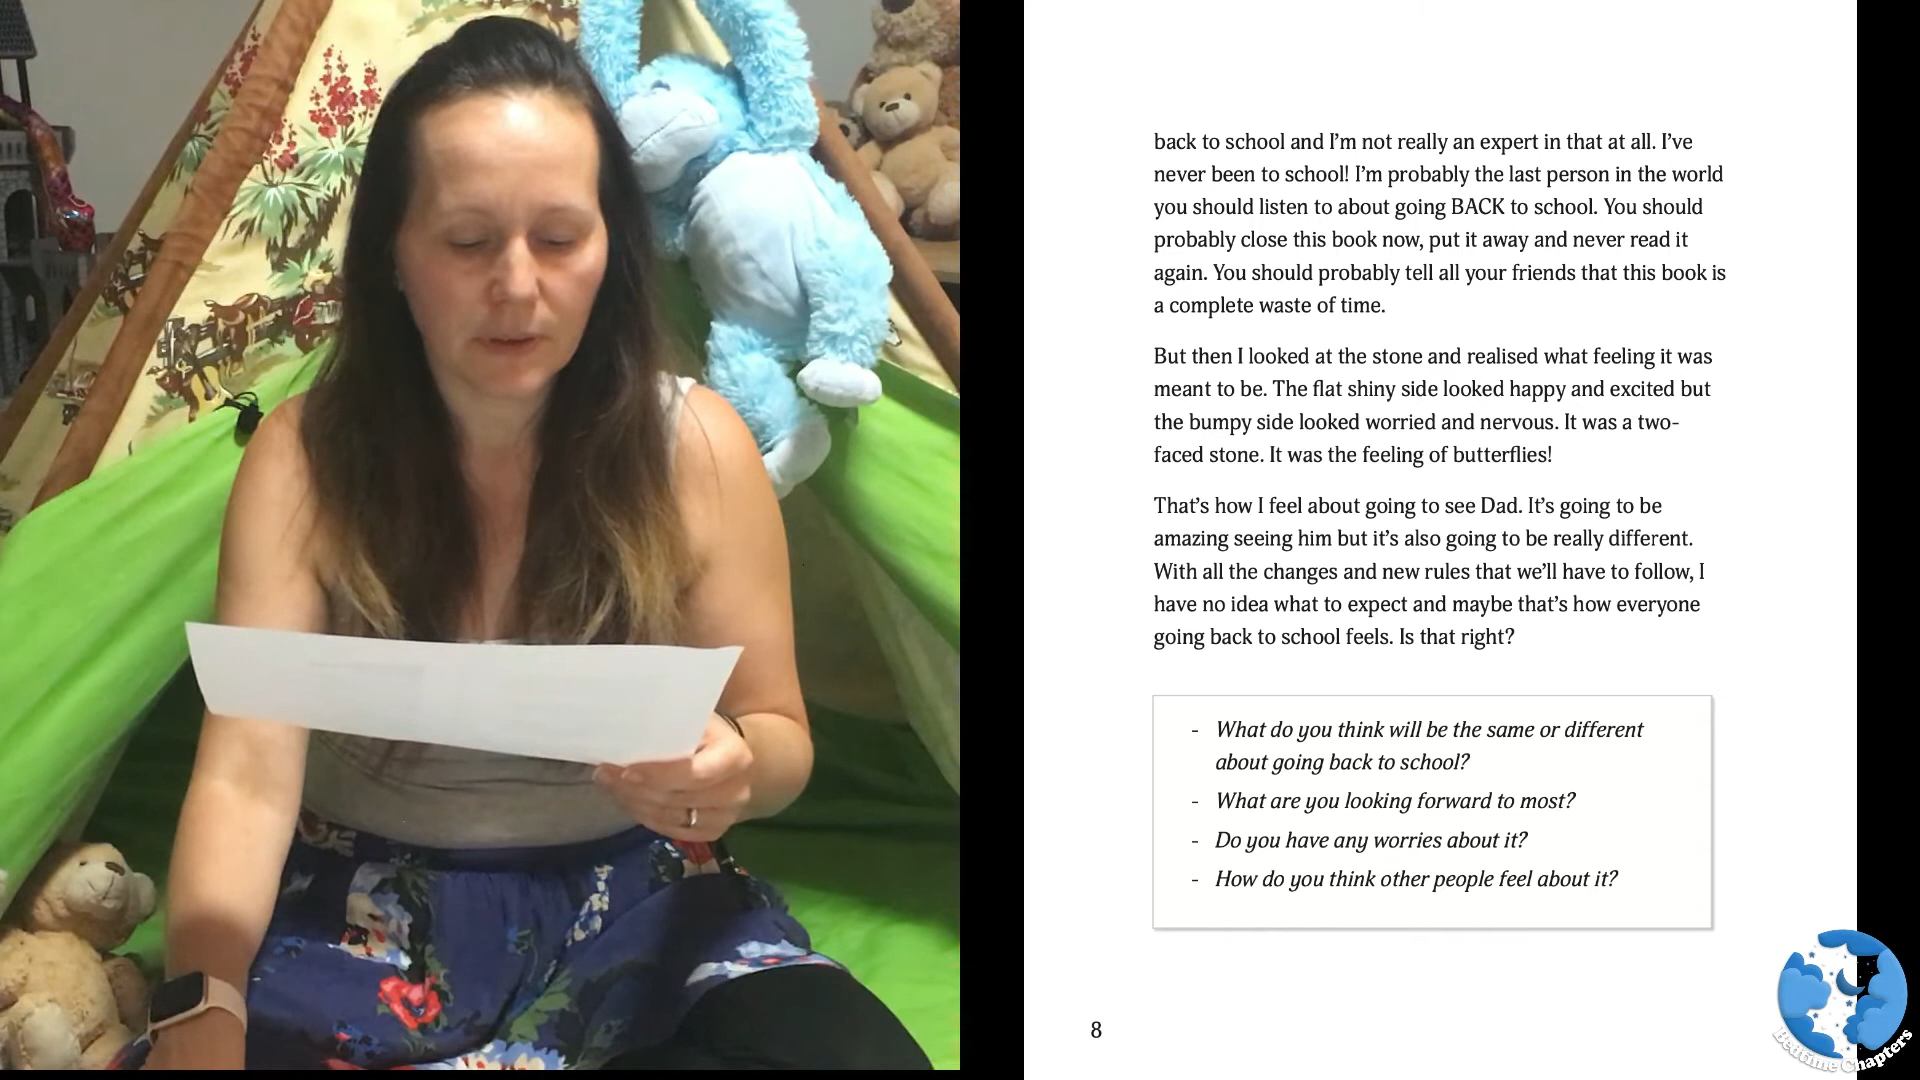 back to school and I'm not really an expert in that at all. I've
never been to school! I'm probably the last person in the world
you should listen to about going BACK to school. You should
probably close this book now, put it away and never read it
again. You should probably tell all your friends that this book is
a complete waste of time.
But then I looked at the stone and realised what feeling it was
meant to be. The flat shiny side looked happy and excited but
the bumpy side looked worried and nervous. It was a two-
faced stone. It was the feeling of butterflies!
That's how I feel about going to see Dad. It's going to be
amazing seeing him but it's also going to be really different.
With all the changes and new rules that we'll have to follow, I
have no idea what to expect and maybe that's how everyone
going back to school feels. Is that right?
- What do you think will be the same or different
about going back to school?
- What are you looking forward to most?
- Do you have any worries about it?
- How do you think other people feel about it?
8
Bedtime Chapters